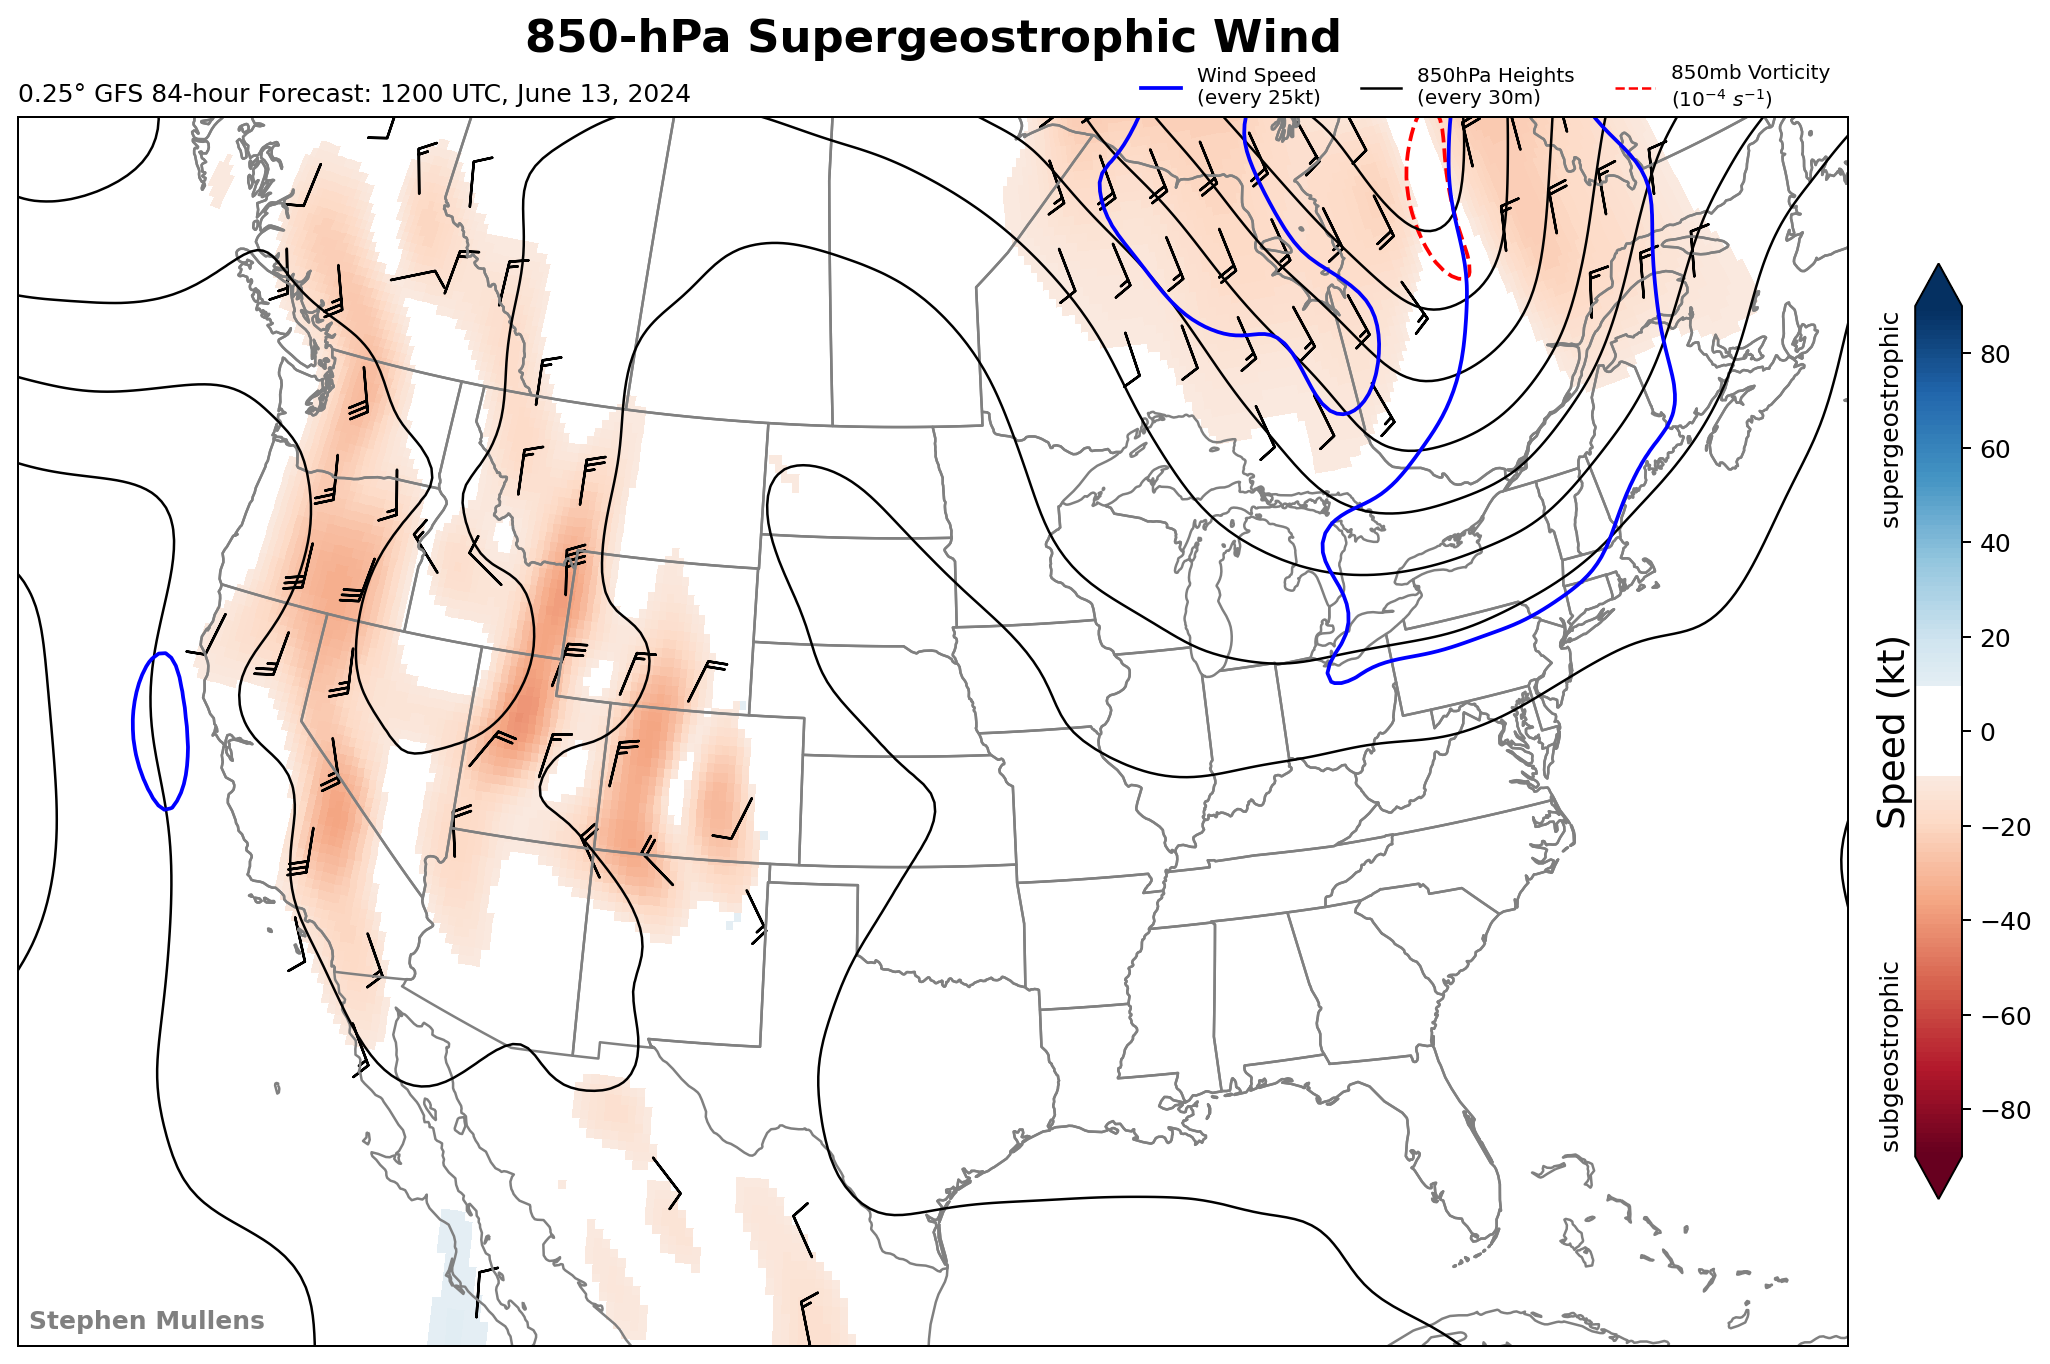 850-hPa Supergeostrophic Wind
0.25° GFS 84-hour Forecast: 1200 UTC, June 13, 2024
Wind Speed
(every 25kt)
850hPa Heights
(every 30m)
850mb Vorticity
(10⁻⁴ s⁻¹)
supergeostrophic
Speed (kt)
subgeostrophic
80
60
40
20
0
−20
−40
−60
−80
Stephen Mullens